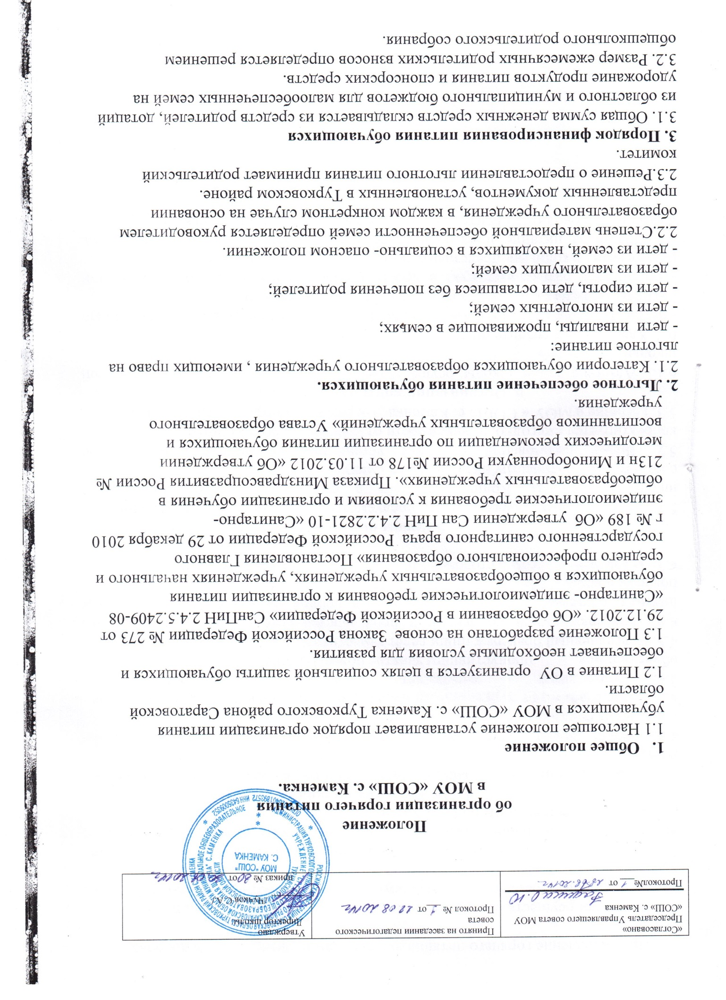 «Согласовано»
Председатель Управляющего совета МОУ
«СОШ» с. Каменка
Протокол№ 1 от
Принято на заседании педагогического
совета
Протокол № 1 от 22 08 2014г
Утверждаю
Директор школы
Чучков С.А./
приказ № 80 от
МОУ "СОШ"
С. КАМЕНКА
Положение
об организации горячего питания
в МОУ «СОШ» с. Каменка.
1. Общее положение
1.1 Настоящее положение устанавливает порядок организации питания
убучающихся в МОУ «СОШ» с. Каменка Турковского района Саратовской
области.
1.2 Питание в ОУ организуется в целях социальной защиты обучающихся и
обеспечивает необходимые условия для развития.
1.3 Положение разработано на основе Закона Российской Федерации № 273 от
29.12.2012. «Об образовании в Российской Федерации» СанПиН 2.4.5.2409-08
«Санитарно- эпидемиологические требования к организации питания
обучающихся в общеобразовательных учреждениях, учреждениях начального и
среднего профессионального образования» Постановления Главного
государственного санитарного врача Российской Федерации от 29 декабря 2010
г № 189 «Об утверждении Сан ПиН 2.4.2.2821-10 «Санитарно-
эпидемиологические требования к условиям и организации обучения в
общеобразовательных учреждениях». Приказа Минздравсоцразвития России №
213н и Минобороннауки России №178 от 11.03.2012 «Об утверждении
методических рекомендации по организации питания обучающихся и
воспитанников образовательных учреждений» Устава образовательного
учреждения.
2. Льготное обеспечение питания обучающихся.
2.1. Категории обучающихся образовательного учреждения , имеющих право на
льготное питание:
- дети инвалиды, проживающие в семьях;
- дети из многодетных семей;
- дети сироты, дети оставшиеся без попечения родителей;
- дети из малоимущих семей;
- дети из семей, находящихся в социально- опасном положении.
2.2.Степень материальной обеспеченности семей определяется руководителем
образовательного учреждения, в каждом конкретном случае на основании
представленных документов, установленных в Турковском районе.
2.3.Решение о предоставлении льготного питания принимает родительский
комитет.
3. Порядок финансирования питания обучающихся
3.1. Общая сумма денежных средств складывается из средств родителей, дотаций
из областного и муниципального бюджетов для малообеспеченных семей на
удорожание продуктов питания и спонсорских средств.
3.2. Размер ежемесячных родительских взносов определяется решением
общешкольного родительского собрания.